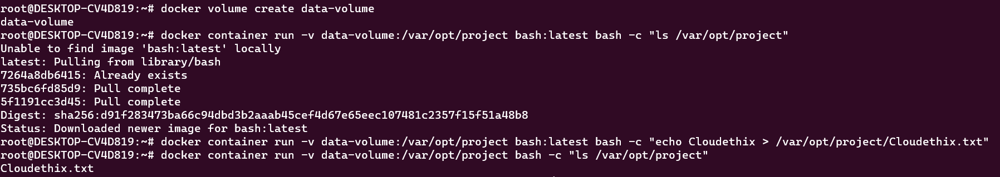 root@DESKTOP-CV4D819:~# docker volume create data-volume
data-volume
root@DESKTOP-CV4D819:~# docker container run -v data-volume:/var/opt/project bash:latest bash -c "ls /var/opt/project"
Unable to find image 'bash:latest' locally
latest: Pulling from library/bash
7264a8db6415: Already exists
735bc6fd85d9: Pull complete
5f1191cc3d45: Pull complete
Digest: sha256:d91f283473ba66c94dbd3b2aaab45cef4d67e65eec107481c2357f15f51a48b8
Status: Downloaded newer image for bash:latest
root@DESKTOP-CV4D819:~# docker container run -v data-volume:/var/opt/project bash:latest bash -c "echo Cloudethix > /var/opt/project/Cloudethix.txt"
root@DESKTOP-CV4D819:~# docker container run -v data-volume:/var/opt/project bash -c "ls /var/opt/project"
Cloudethix.txt